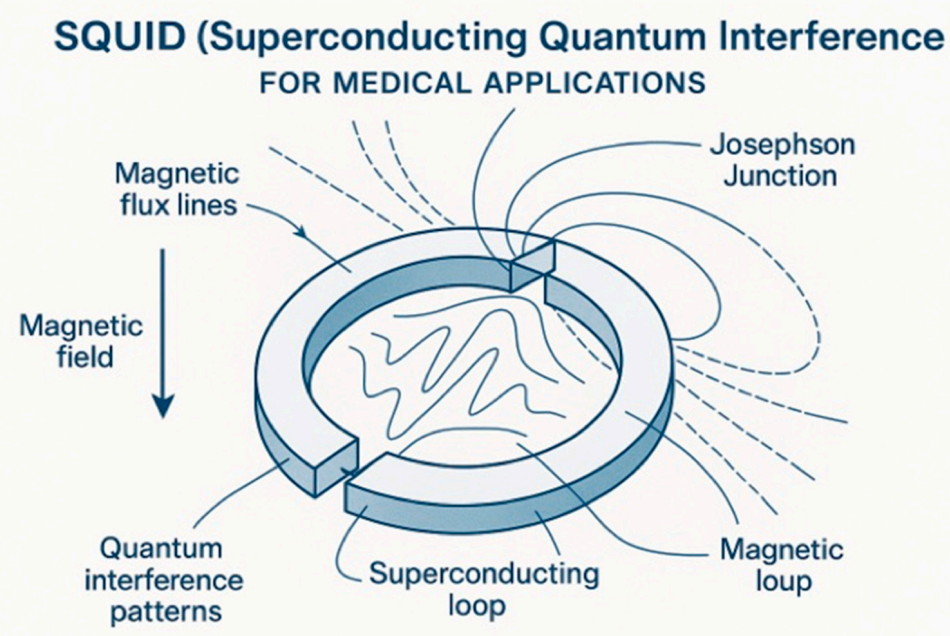 SQUID (Superconducting Quantum Interference
FOR MEDICAL APPLICATIONS
Josephson
Junction
Magnetic
flux lines
Magnetic
field
Quantum
interference
patterns
Superconducting
loop
Magnetic
loup